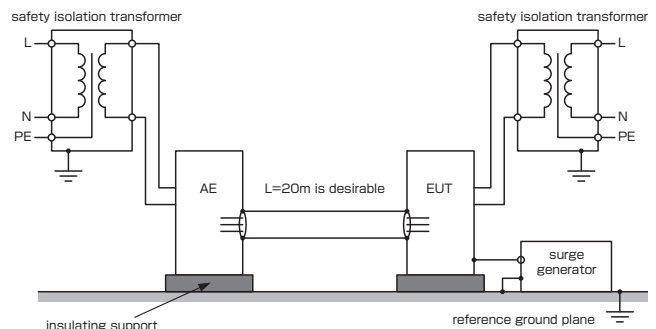 safety isolation transformer
safety isolation transformer
L
L
N
N
PE
PE
AE
L=20m is desirable
EUT
surge
generator
insulating support
reference ground plane